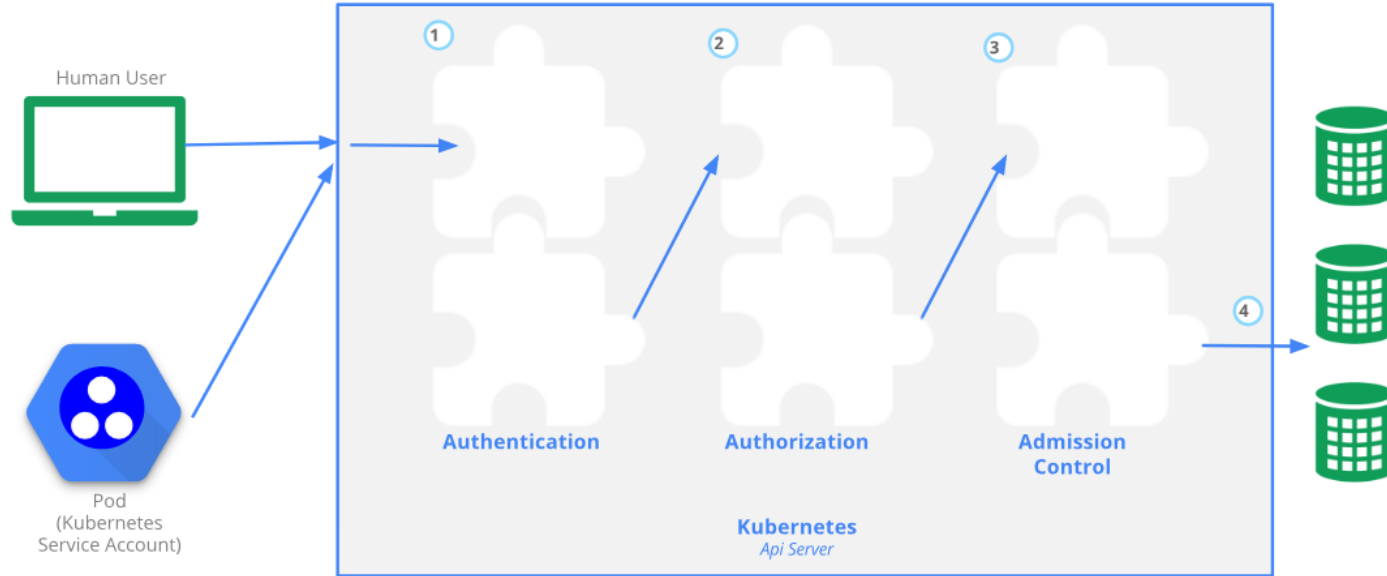 Human User
Pod
(Kubernetes
Service Account)
1
2
3
4
Authentication
Authorization
Admission
Control
Kubernetes
Api Server